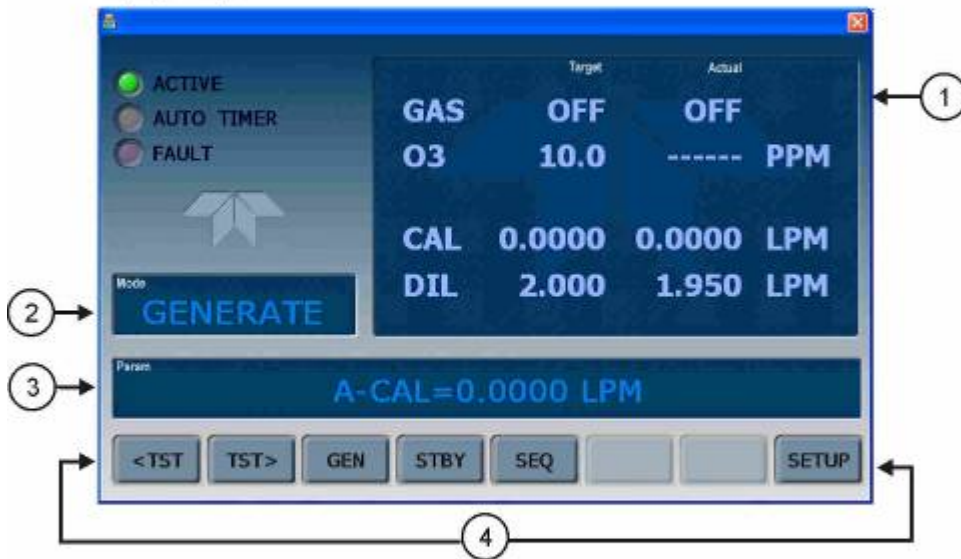 ACTIVE
AUTO TIMER
FAULT
Target Actual
GAS OFF OFF
O3 10.0 ------ PPM
CAL 0.0000 0.0000 LPM
DIL 2.000 1.950 LPM
1
Mode
GENERATE
2
Param
A-CAL=0.0000 LPM
3
<TST TST> GEN STBY SEQ SETUP
4